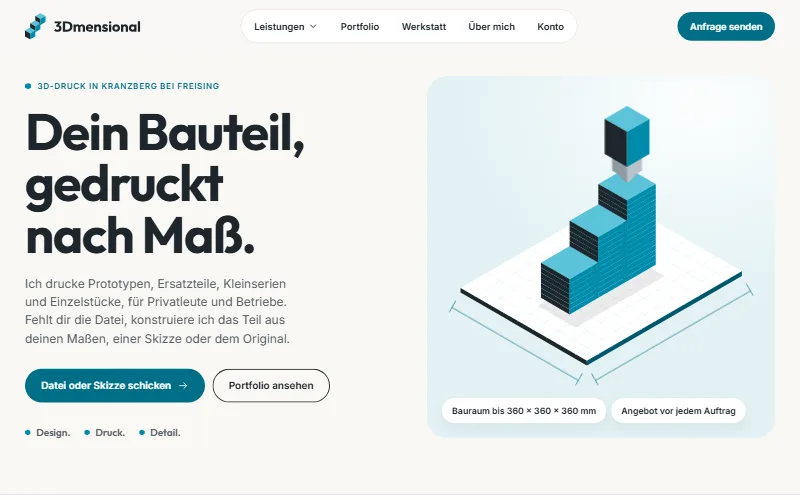 3Dmensional
Leistungen
Portfolio
Werkstatt
Über mich
Konto
Anfrage senden
3D-DRUCK IN KRANZBERG BEI FREISING
Dein Bauteil,
gedruckt
nach Maß.
Ich drucke Prototypen, Ersatzteile, Kleinserien
und Einzelstücke, für Privatleute und Betriebe.
Fehlt dir die Datei, konstruiere ich das Teil aus
deinen Maßen, einer Skizze oder dem Original.
Datei oder Skizze schicken →
Portfolio ansehen
Design.
Druck.
Detail.
Bauraum bis 360 × 360 × 360 mm
Angebot vor jedem Auftrag